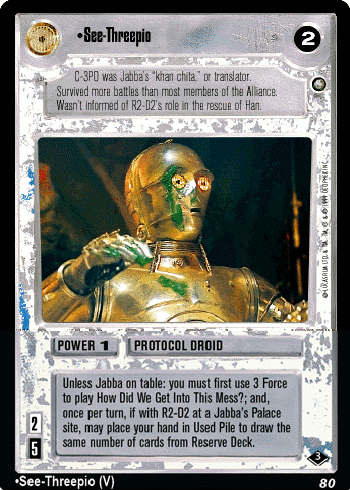 •See-Threepio
2
C-3PO was Jabba's "khan chita," or translator.
Survived more battles than most members of the Alliance.
Wasn't informed of R2-D2's role in the rescue of Han.
POWER 1
PROTOCOL DROID
Unless Jabba on table: you must first use 3 Force
to play How Did We Get Into This Mess?; and,
once per turn, if with R2-D2 at a Jabba's Palace
site, may place your hand in Used Pile to draw the
same number of cards from Reserve Deck.
2
5
3
•See-Threepio (V)
80